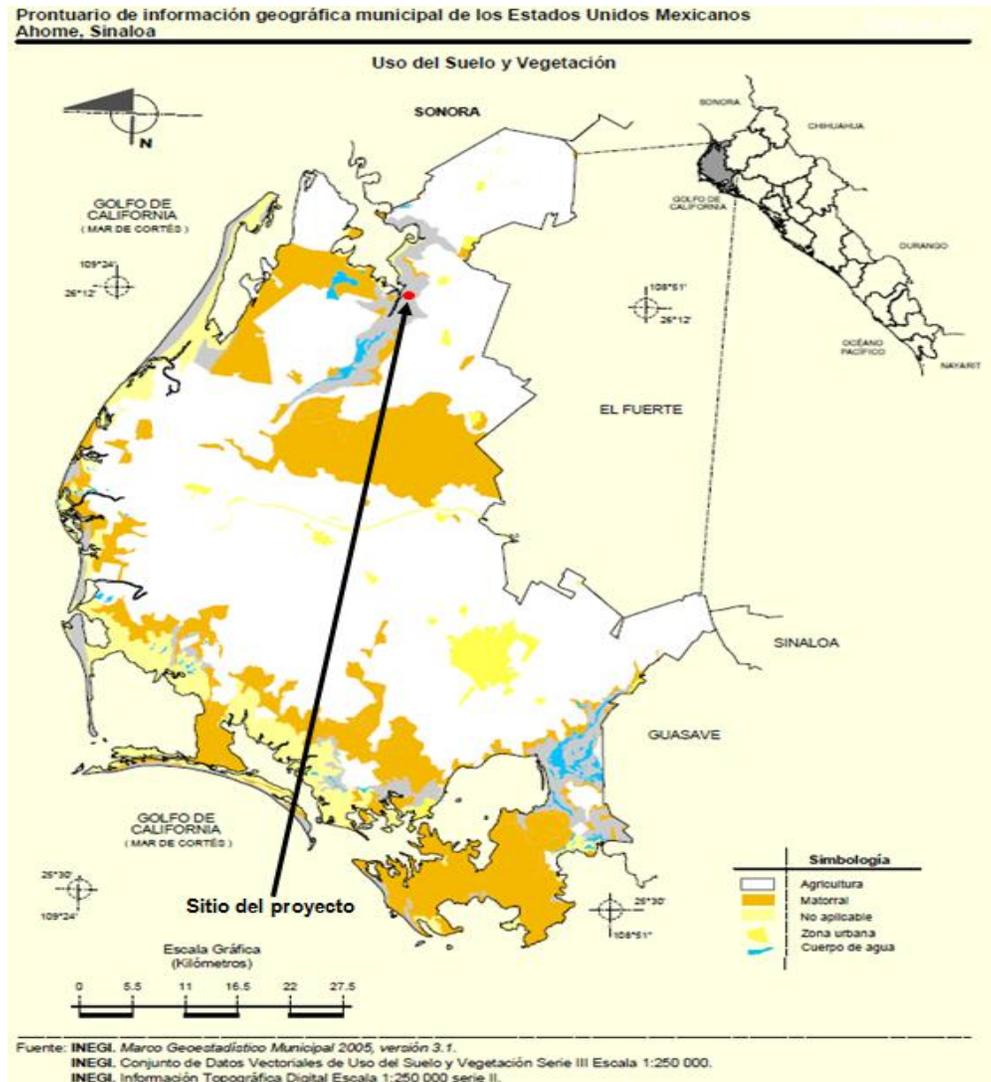 Prontuario de información geográfica municipal de los Estados Unidos Mexicanos
Ahome, Sinaloa
Uso del Suelo y Vegetación
N
SONORA
SONORA
CHIHUAHUA
GOLFO DE
CALIFORNIA
DURANGO
OCÉANO
PACÍFICO
NAYARIT
GOLFO DE
CALIFORNIA
( MAR DE CORTÉS )
109°24'
26°12'
108°51'
26°12'
EL FUERTE
SINALOA
GUASAVE
GOLFO DE
CALIFORNIA
( MAR DE CORTÉS )
25°30'
109°24'
Sitio del proyecto
25°30'
108°51'
Simbología
Agricultura
Matorral
No aplicable
Zona urbana
Cuerpo de agua
Escala Gráfica
(Kilómetros)
0 5.5 11 16.5 22 27.5
Fuente: INEGI. Marco Geoestadístico Municipal 2005, versión 3.1.
INEGI. Conjunto de Datos Vectoriales de Uso del Suelo y Vegetación Serie III Escala 1:250 000.
INEGI. Información Topográfica Digital Escala 1:250 000 serie II.